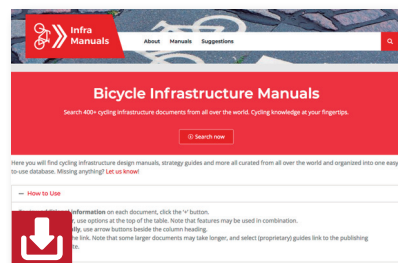 Infra
Manuals
About Manuals Suggestions
Bicycle Infrastructure Manuals
Search 400+ cycling infrastructure documents from all over the world. Cycling knowledge at your fingertips.
Search now
Here you will find cycling infrastructure design manuals, strategy guides and more all curated from all over the world and organized into one easy-
to-use database. Missing anything? Let us know!
– How to Use
information on each document, click the '+' button.
use options at the top of the table. Note that features may be used in combination.
use arrow buttons beside the column heading.
the link. Note that some larger documents may take longer, and select (proprietary) guides link to the publishing